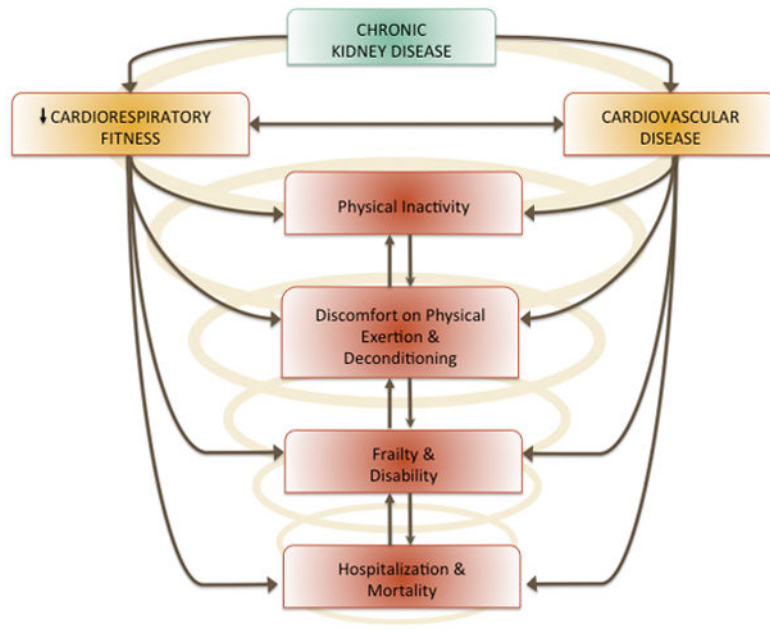 CHRONIC
KIDNEY DISEASE
⬇CARDIORESPIRATORY
FITNESS
CARDIOVASCULAR
DISEASE
Physical Inactivity
Discomfort on Physical
Exertion &
Deconditioning
Frailty &
Disability
Hospitalization &
Mortality